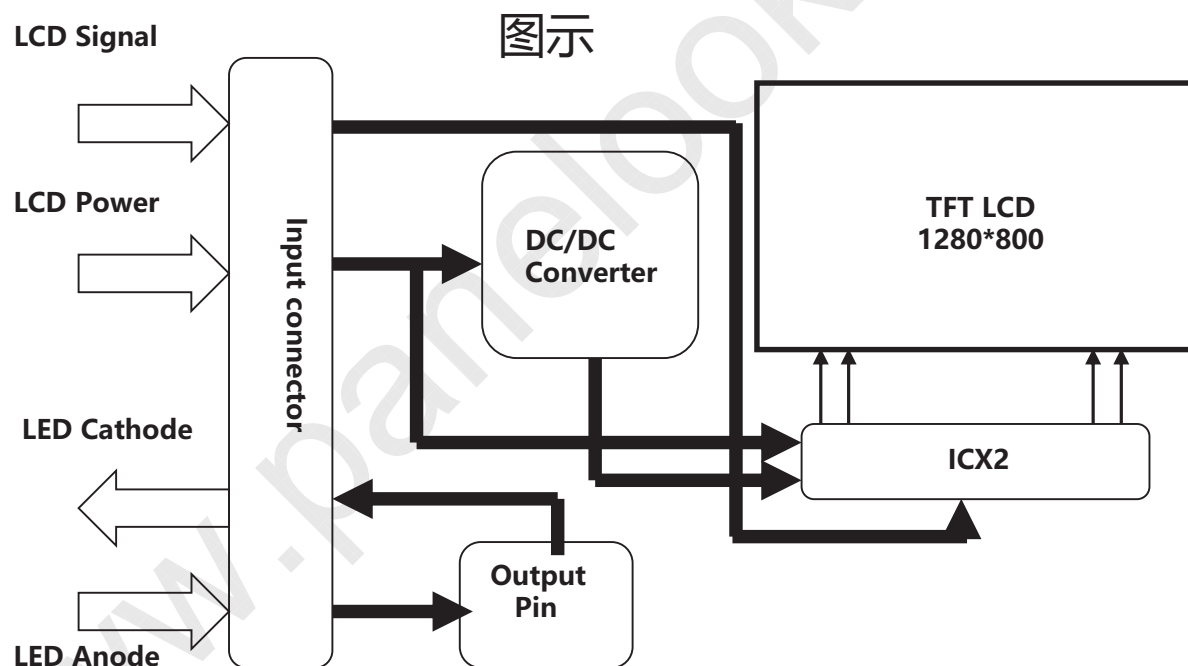 图示
LCD Signal
LCD Power
LED Cathode
LED Anode
Input connector
DC/DC
Converter
Output
Pin
TFT LCD
1280*800
ICX2